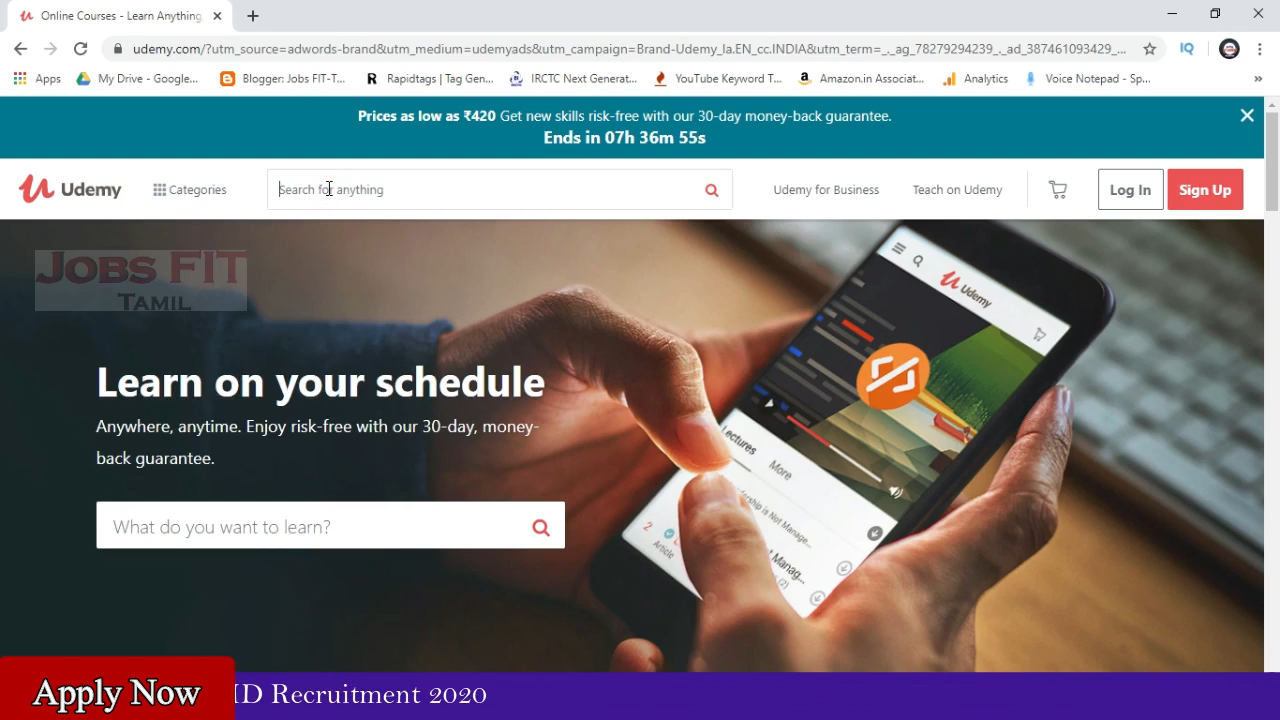 Online Courses - Learn Anything,
udemy.com/?utm_source=adwords-brand&utm_medium=udemyads&utm_campaign=Brand-Udemy_la.EN_cc.INDIA&utm_term=_._ag_78279294239_._ad_387461093429_...
Apps
My Drive - Google...
Blogger: Jobs FIT-T...
Rapidtags | Tag Gen...
IRCTC Next Generat...
YouTube Keyword T...
Amazon.in Associat...
Analytics
Voice Notepad - Sp...
Prices as low as ₹420 Get new skills risk-free with our 30-day money-back guarantee.
Ends in 07h 36m 55s
Udemy
Categories
Search for anything
Udemy for Business
Teach on Udemy
Log In
Sign Up
JOBS FIT
TAMIL
Udemy
Learn on your schedule
Anywhere, anytime. Enjoy risk-free with our 30-day, money-
back guarantee.
What do you want to learn?
Lectures
More
Article
Apply Now
ID Recruitment 2020